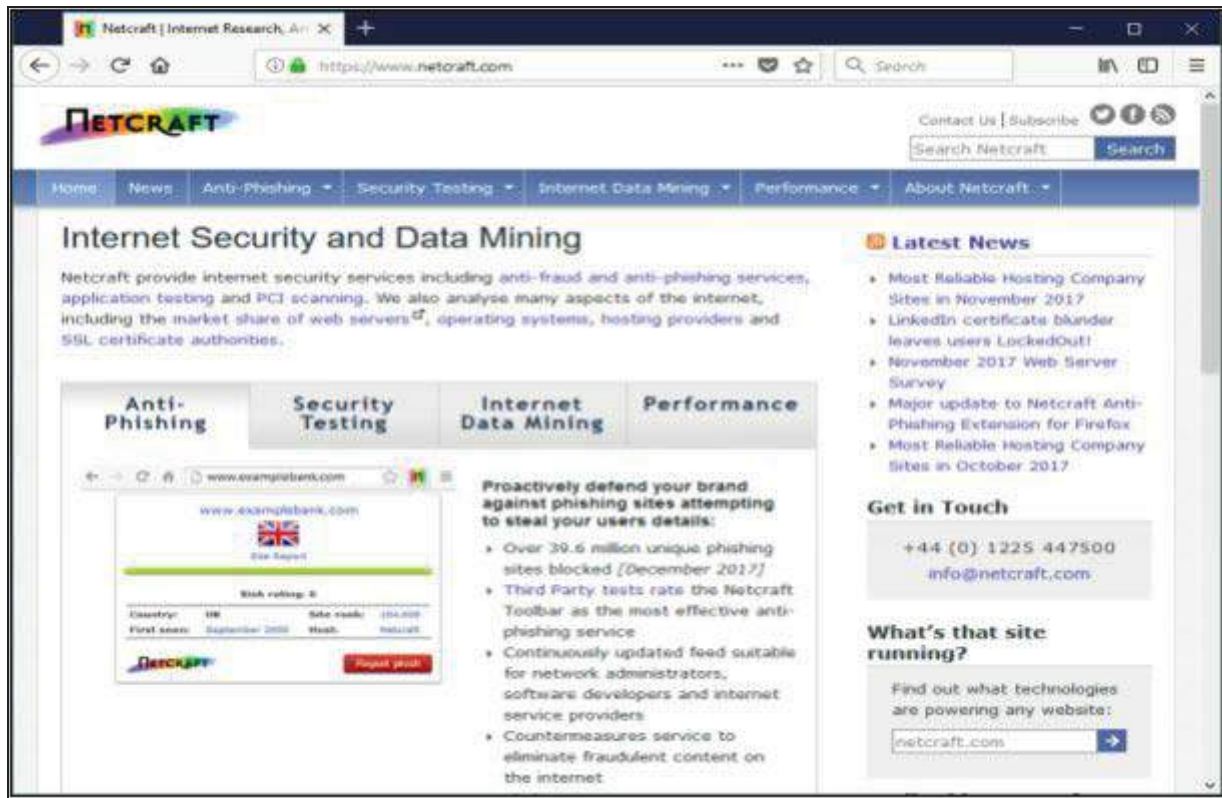 Netcraft | Internet Research, An
https://www.netcraft.com
Search
NETCRAFT
Contact Us | Subscribe
Search Netcraft
Search
Home News Anti-Phishing Security Testing Internet Data Mining Performance About Netcraft
Internet Security and Data Mining
Netcraft provide internet security services including anti-fraud and anti-phishing services,
application testing and PCI scanning. We also analyse many aspects of the internet,
including the market share of web servers, operating systems, hosting providers and
SSL certificate authorities.
Anti-
Phishing
Security
Testing
Internet
Data Mining
Performance
www.examplebank.com
www.examplebank.com
Site Report
Risk rating: 0
Country: UK Site rank:
First seen: September Host: Netcraft
NETCRAFT
Report phish
Proactively defend your brand
against phishing sites attempting
to steal your users details:
Over 39.6 million unique phishing
sites blocked [December 2017]
Third Party tests rate the Netcraft
Toolbar as the most effective anti-
phishing service
Continuously updated feed suitable
for network administrators,
software developers and internet
service providers
Countermeasures service to
eliminate fraudulent content on
the internet
Latest News
Most Reliable Hosting Company
Sites in November 2017
LinkedIn certificate blunder
leaves users LockedOut!
November 2017 Web Server
Survey
Major update to Netcraft Anti-
Phishing Extension for Firefox
Most Reliable Hosting Company
Sites in October 2017
Get in Touch
+44 (0) 1225 447500
info@netcraft.com
What's that site
running?
Find out what technologies
are powering any website:
netcraft.com